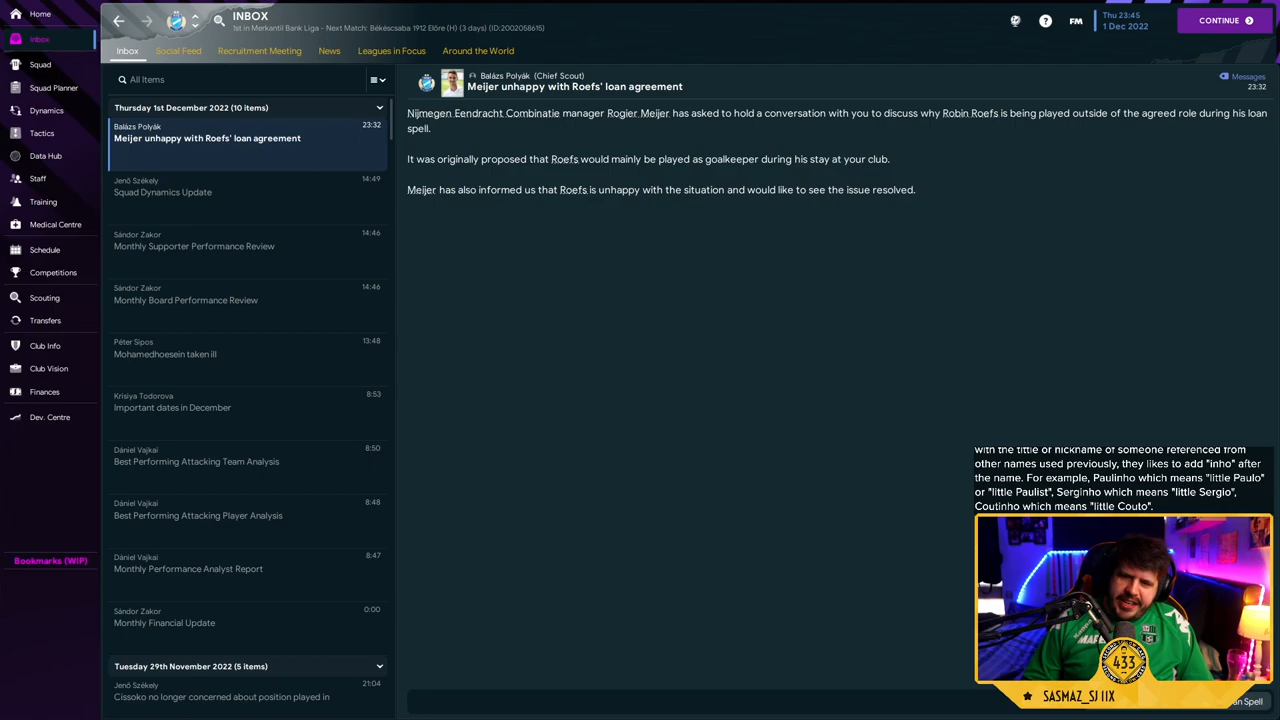 Home
Inbox
Squad
Squad Planner
Dynamics
Tactics
Data Hub
Staff
Training
Medical Centre
Schedule
Competitions
Scouting
Transfers
Club Info
Club Vision
Finances
Dev. Centre
Bookmarks (WIP)
INBOX
1st in Merkantil Bank Liga - Next Match: Békéscsaba 1912 Előre (H) (3 days) (ID:2002058615)
FM
Thu 23:45
1 Dec 2022
CONTINUE
Inbox
Social Feed
Recruitment Meeting
News
Leagues in Focus
Around the World
All Items
Thursday 1st December 2022 (10 items)
Balázs Polyák 23:32
Meijer unhappy with Roefs' loan agreement
Jenő Székely 14:49
Squad Dynamics Update
Sándor Zakor 14:46
Monthly Supporter Performance Review
Sándor Zakor 14:46
Monthly Board Performance Review
Péter Sipos 13:48
Mohamedhoesein taken ill
Krisiya Todorova 8:53
Important dates in December
Dániel Vajkai 8:50
Best Performing Attacking Team Analysis
Dániel Vajkai 8:48
Best Performing Attacking Player Analysis
Dániel Vajkai 8:47
Monthly Performance Analyst Report
Sándor Zakor 0:00
Monthly Financial Update
Tuesday 29th November 2022 (5 items)
Jenő Székely 21:04
Cissoko no longer concerned about position played in
Balázs Polyák (Chief Scout)
Meijer unhappy with Roefs' loan agreement
Messages
23:32
Nijmegen Eendracht Combinatie manager Rogier Meijer has asked to hold a conversation with you to discuss why Robin Roefs is being played outside of the agreed role during his loan
spell.
It was originally proposed that Roefs would mainly be played as goalkeeper during his stay at your club.
Meijer has also informed us that Roefs is unhappy with the situation and would like to see the issue resolved.
with the tittle or nickname of someone referenced from
other names used previously, they likes to add "inho" after
the name. For example, Paulinho which means "little Paulo"
or "little Paulist", Serginho which means "little Sergio",
Coutinho which means "little Couto".
433
SASMAZ_SJ IIX
an Spell